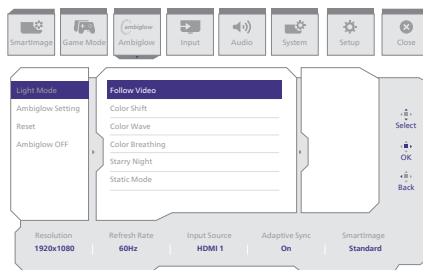 ambiglow
SmartImage Game Mode Ambiglow Input Audio System Setup Close
Light Mode
Ambiglow Setting
Reset
Ambiglow OFF
Follow Video
Color Shift
Color Wave
Color Breathing
Starry Night
Static Mode
Select
OK
Back
Resolution Refresh Rate Input Source Adaptive Sync SmartImage
1920x1080 60Hz HDMI 1 On Standard